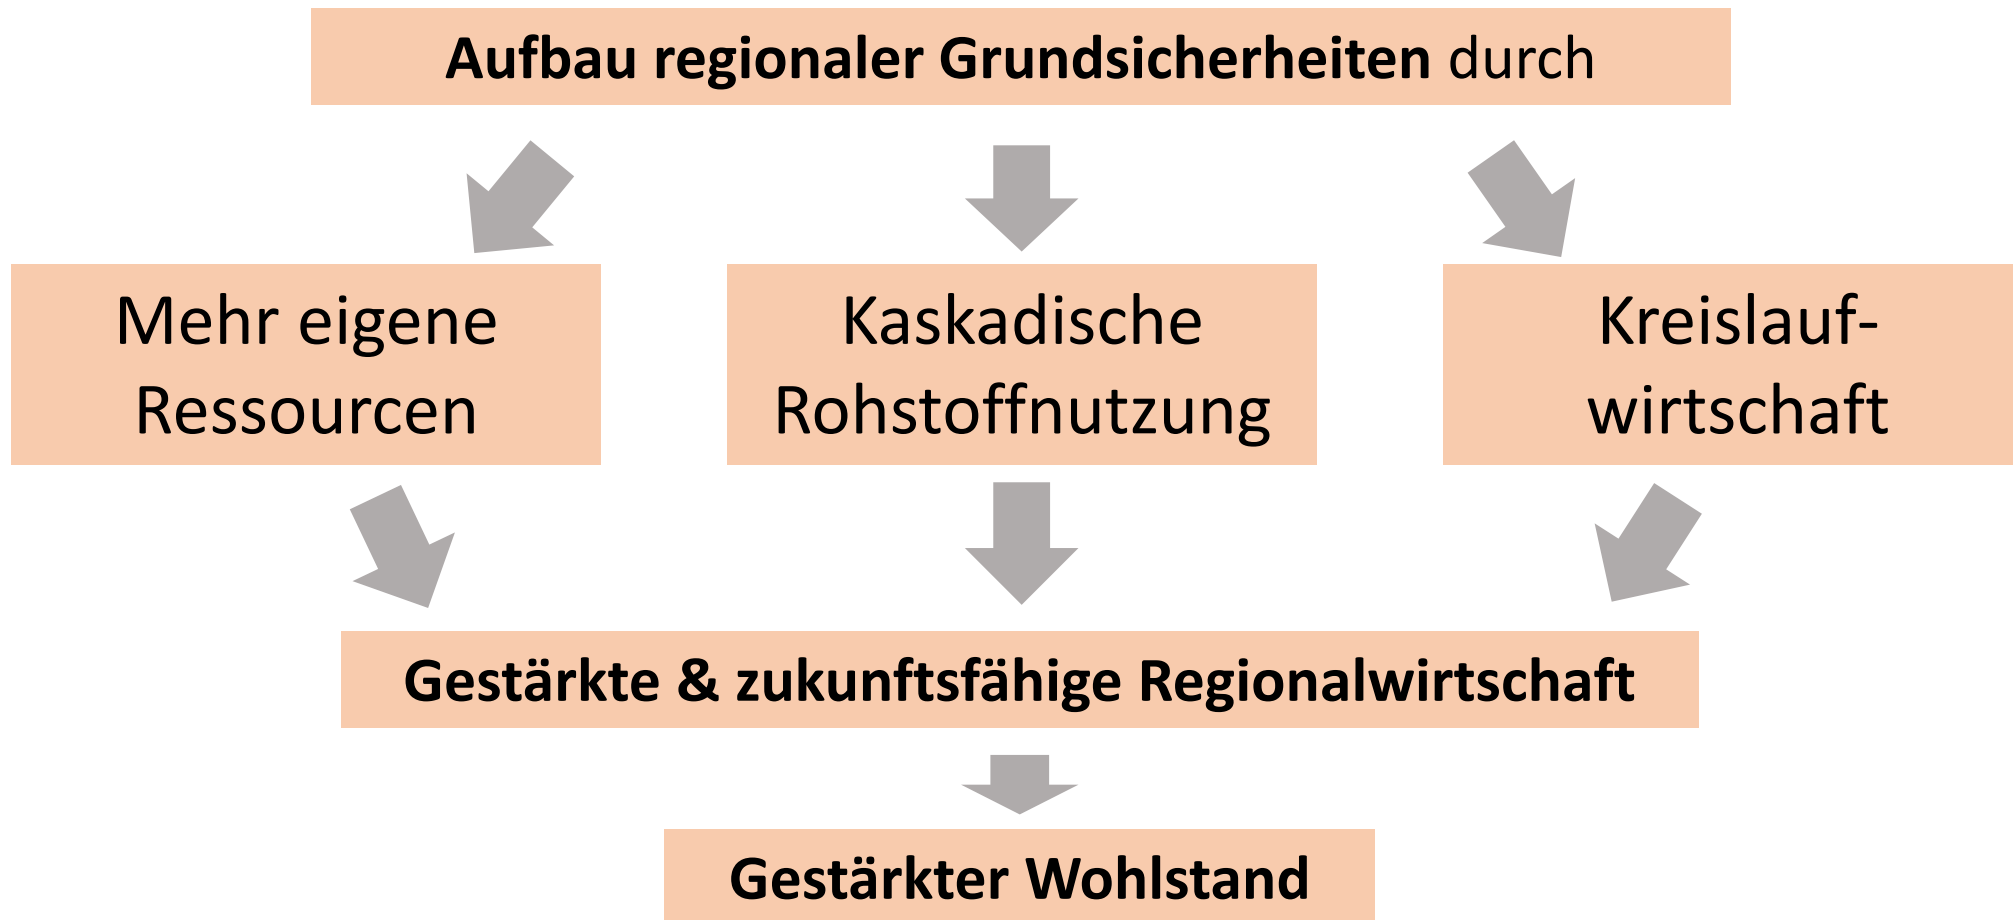 Aufbau regionaler Grundsicherheiten durch
Mehr eigene
Ressourcen
Kaskadische
Rohstoffnutzung
Kreislauf-
wirtschaft
Gestärkte & zukunftsfähige Regionalwirtschaft
Gestärkter Wohlstand